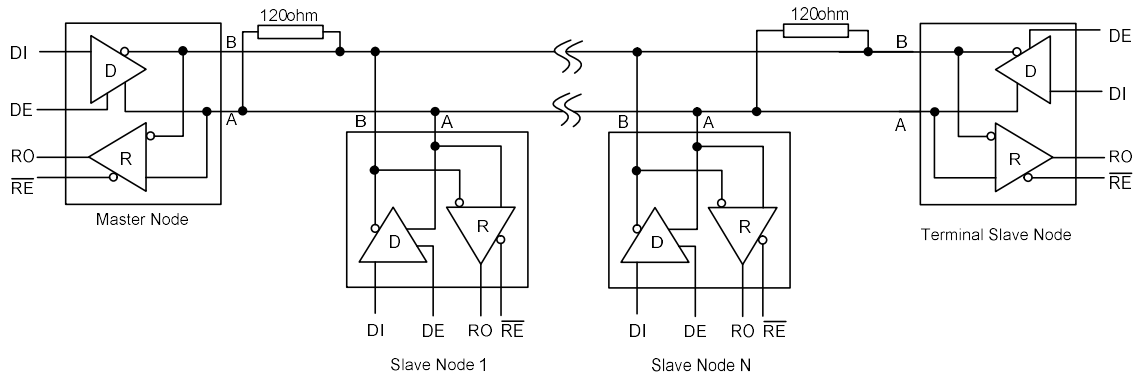 120ohm
120ohm
DI
B
B
DE
D
D
DE
DI
A
B
A
B
A
A
RO
R
R
RO
RE
RE
Master Node
Terminal Slave Node
D
R
D
R
DI
DE
RO
RE
DI
DE
RO
RE
Slave Node 1
Slave Node N